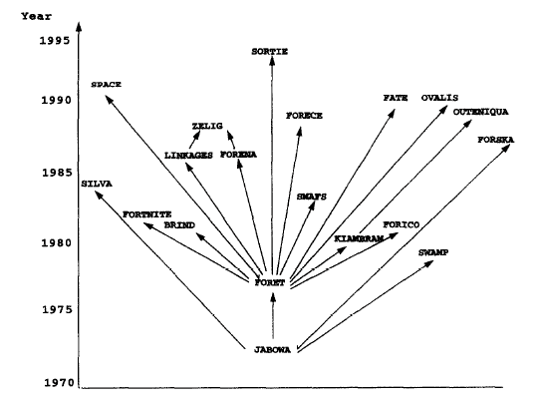 Year
1995
SORTIE
SPACE
1990
FATE
OVALIS
OUTENIQUA
ZELIG
FORECE
FORSKA
LINKAGES
FORENA
1985
SILVA
SWAFS
FORTNITE
BRIND
FORICO
1980
KIAMBRAM
SWAMP
FORET
1975
JABOWA
1970